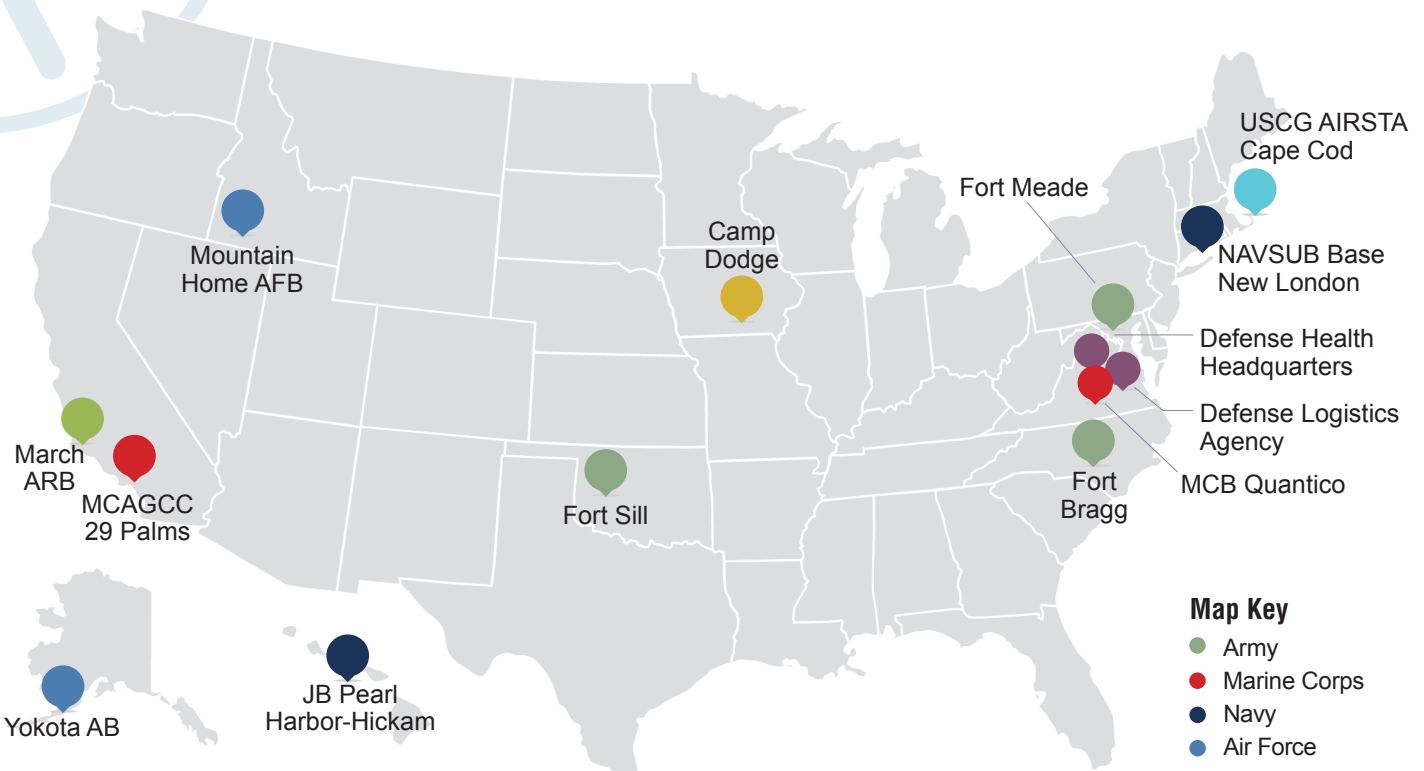 USCG AIRSTA
Cape Cod
Fort Meade
Camp
Dodge
Mountain
Home AFB
NAVSUB Base
New London
Defense Health
Headquarters
Defense Logistics
Agency
March
ARB
MCAGCC
29 Palms
Fort Sill
Fort
Bragg
MCB Quantico
Map Key
Army
Marine Corps
Navy
Air Force
JB Pearl
Harbor-Hickam
Yokota AB